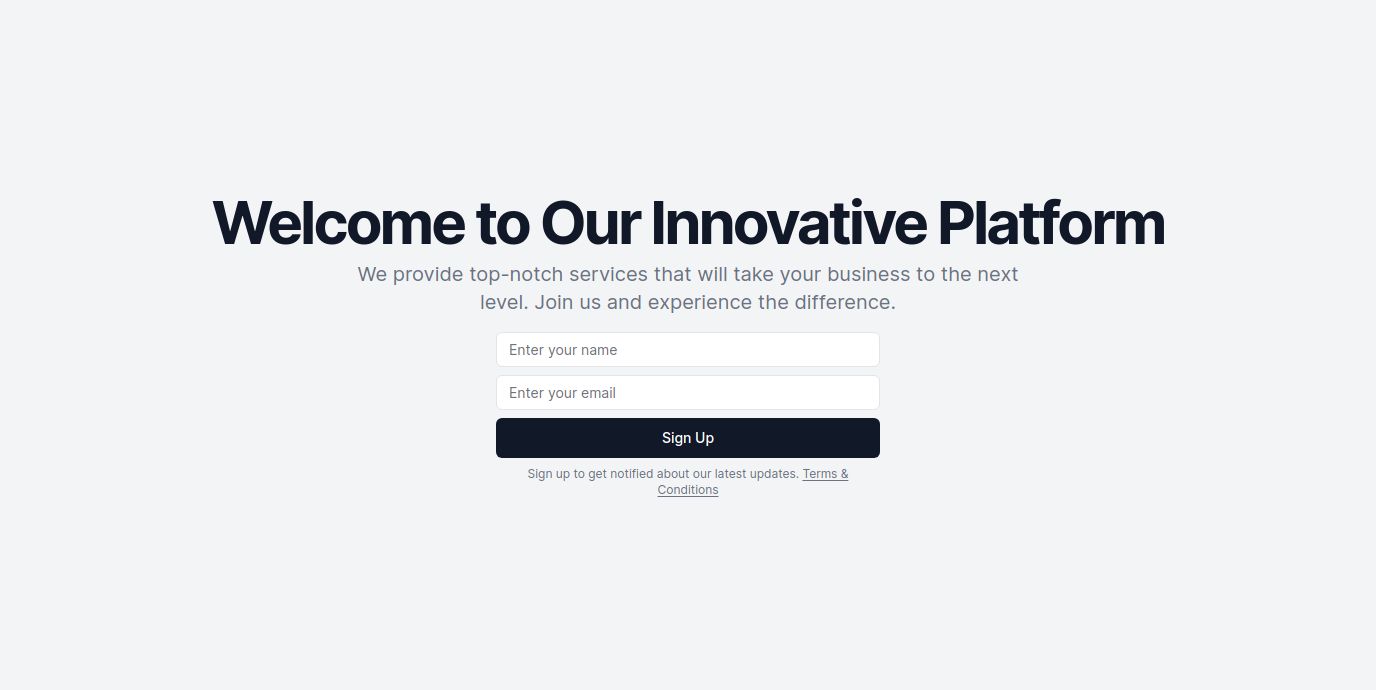 Welcome to Our Innovative Platform
We provide top-notch services that will take your business to the next
level. Join us and experience the difference.
Enter your name
Enter your email
Sign Up
Sign up to get notified about our latest updates. Terms &
Conditions